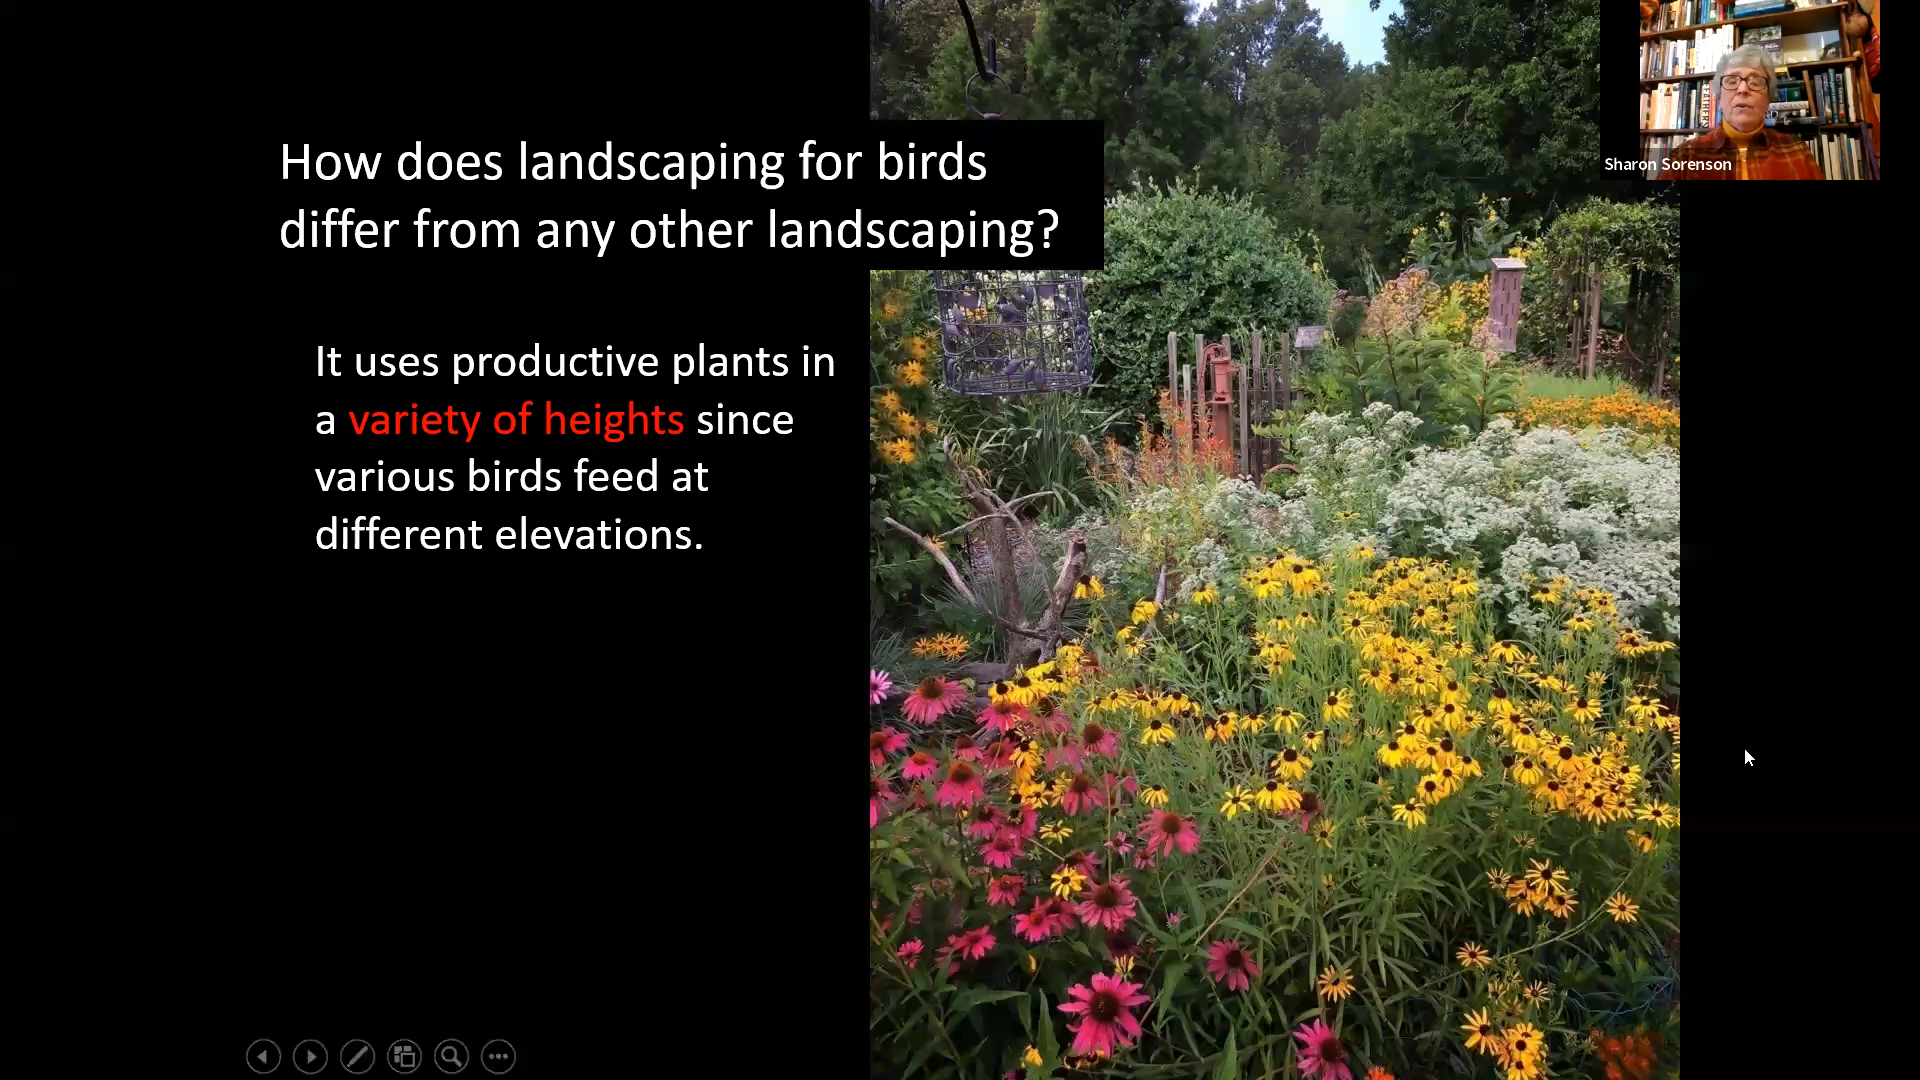 How does landscaping for birds
differ from any other landscaping?
It uses productive plants in
a variety of heights since
various birds feed at
different elevations.
Sharon Sorenson